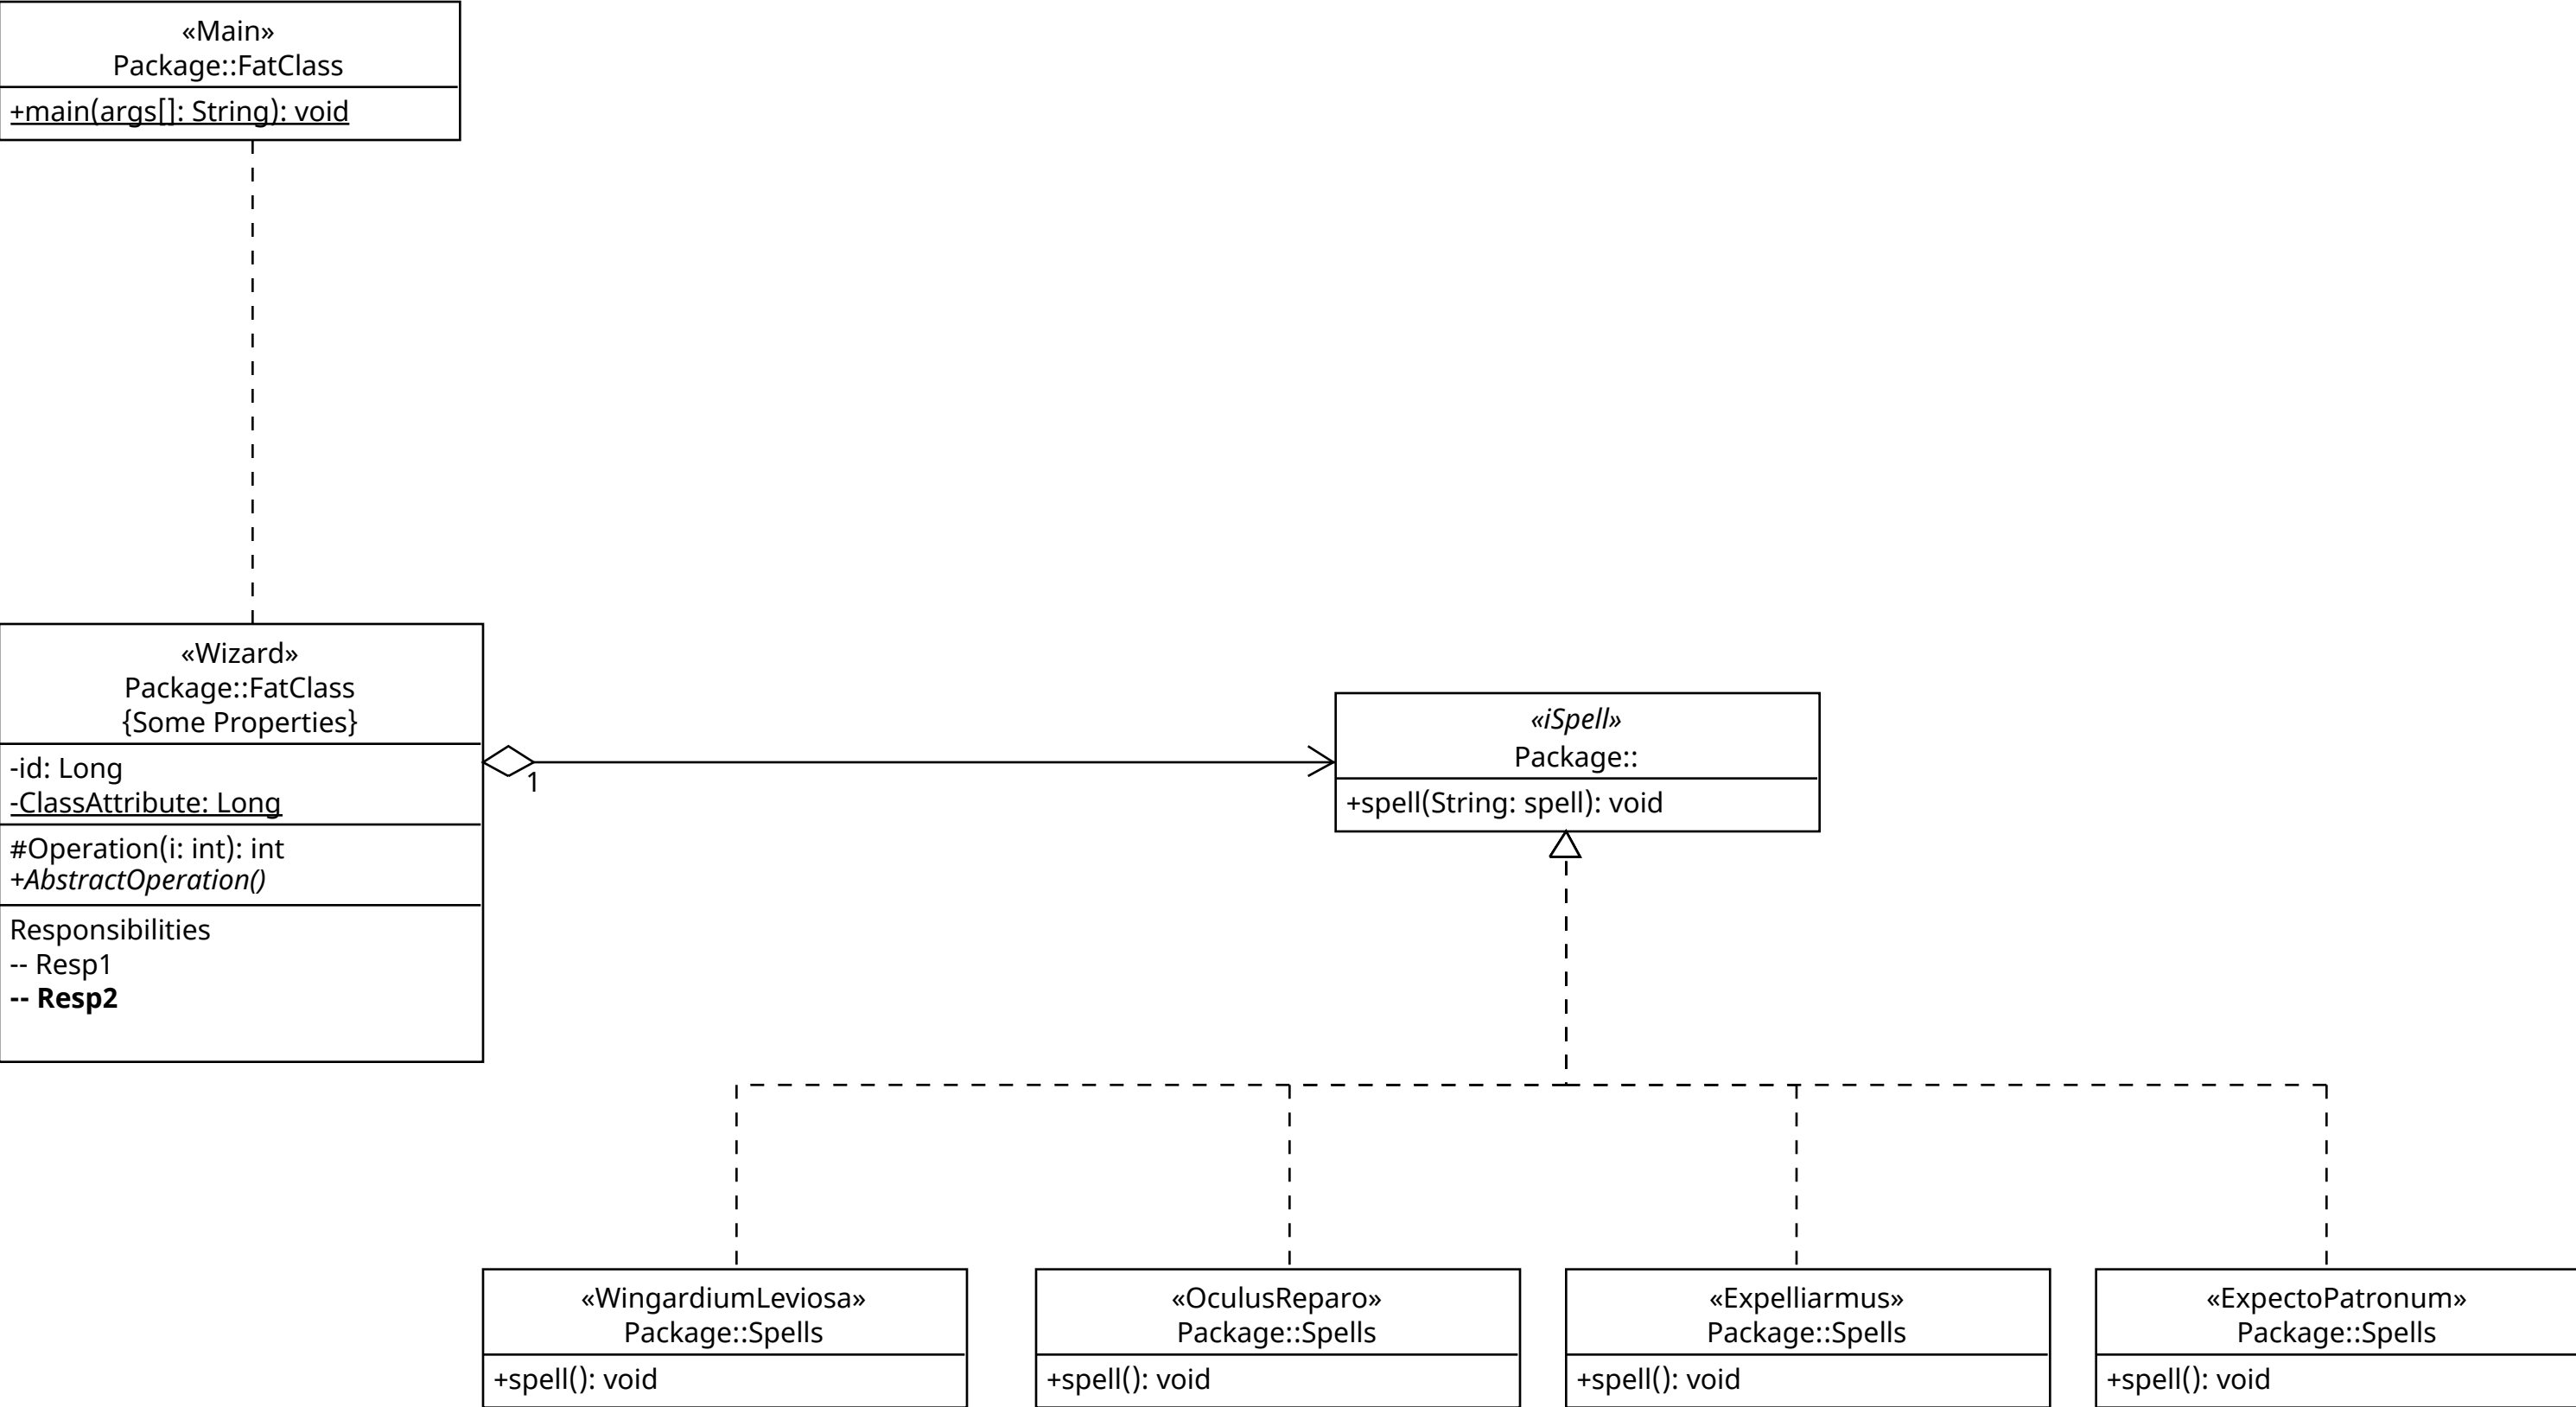 «Main»
Package::FatClass
+main(args[]: String): void
«Wizard»
Package::FatClass
{Some Properties}
-id: Long
-ClassAttribute: Long
#Operation(i: int): int
+AbstractOperation()
Responsibilities
-- Resp1
-- Resp2
1
«iSpell»
Package::
+spell(String: spell): void
«WingardiumLeviosa»
Package::Spells
+spell(): void
«OculusReparo»
Package::Spells
+spell(): void
«Expelliarmus»
Package::Spells
+spell(): void
«ExpectoPatronum»
Package::Spells
+spell(): void